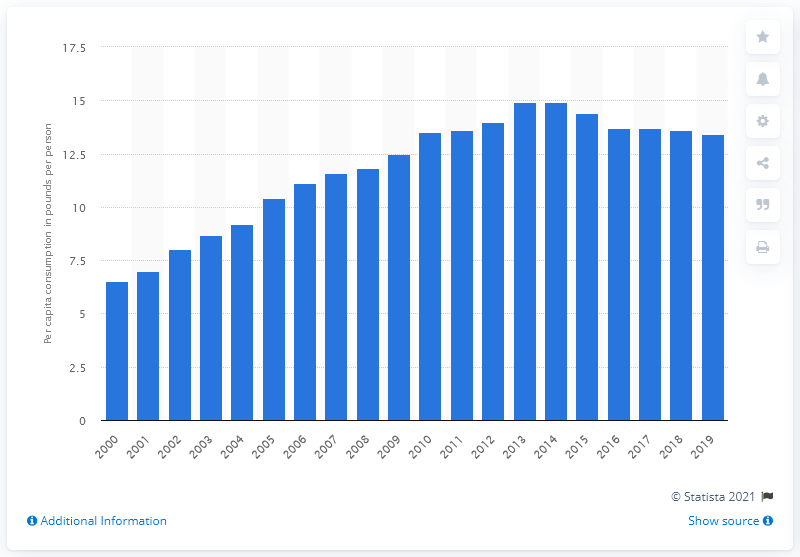 Per capita consumption in pounds per person
17.5
15
12.5
10
7.5
5
2.5
0
2000 2001 2002 2003 2004 2005 2006 2007 2008 2009 2010 2011 2012 2013 2014 2015 2016 2017 2018 2019
© Statista 2021
Additional Information Show source